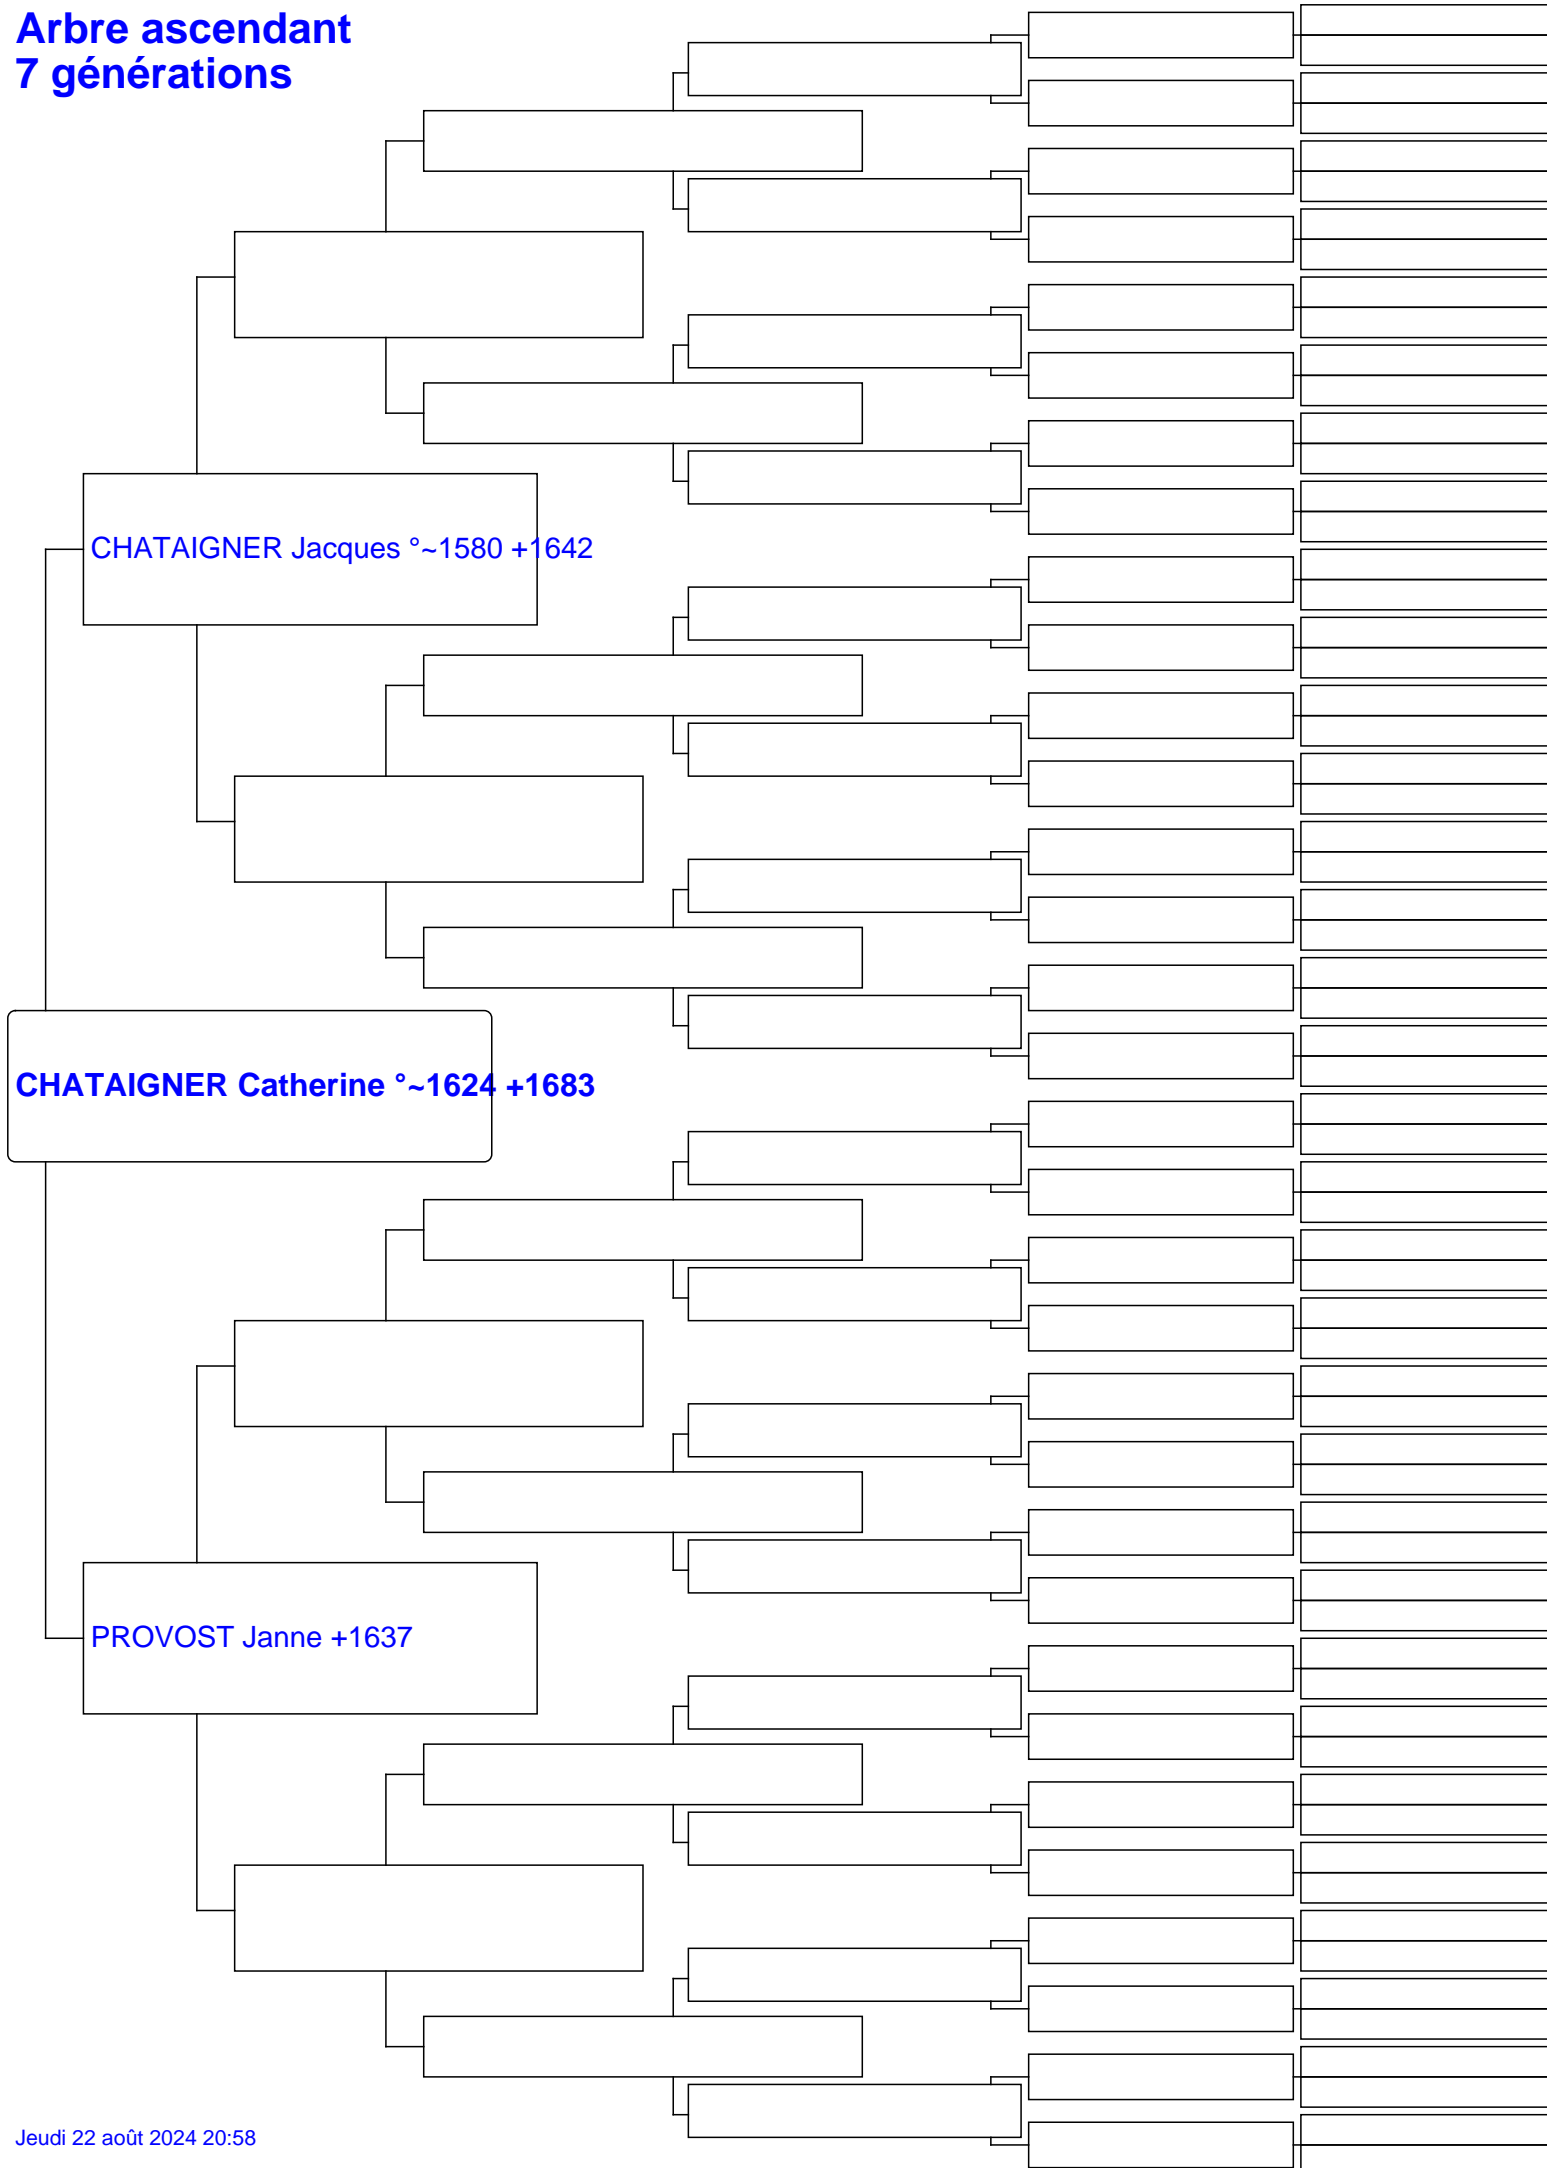 Arbre ascendant
7 générations
CHATAIGNER Jacques °~1580 +1642
CHATAIGNER Catherine °~1624 +1683
PROVOST Janne +1637
Jeudi 22 août 2024 20:58